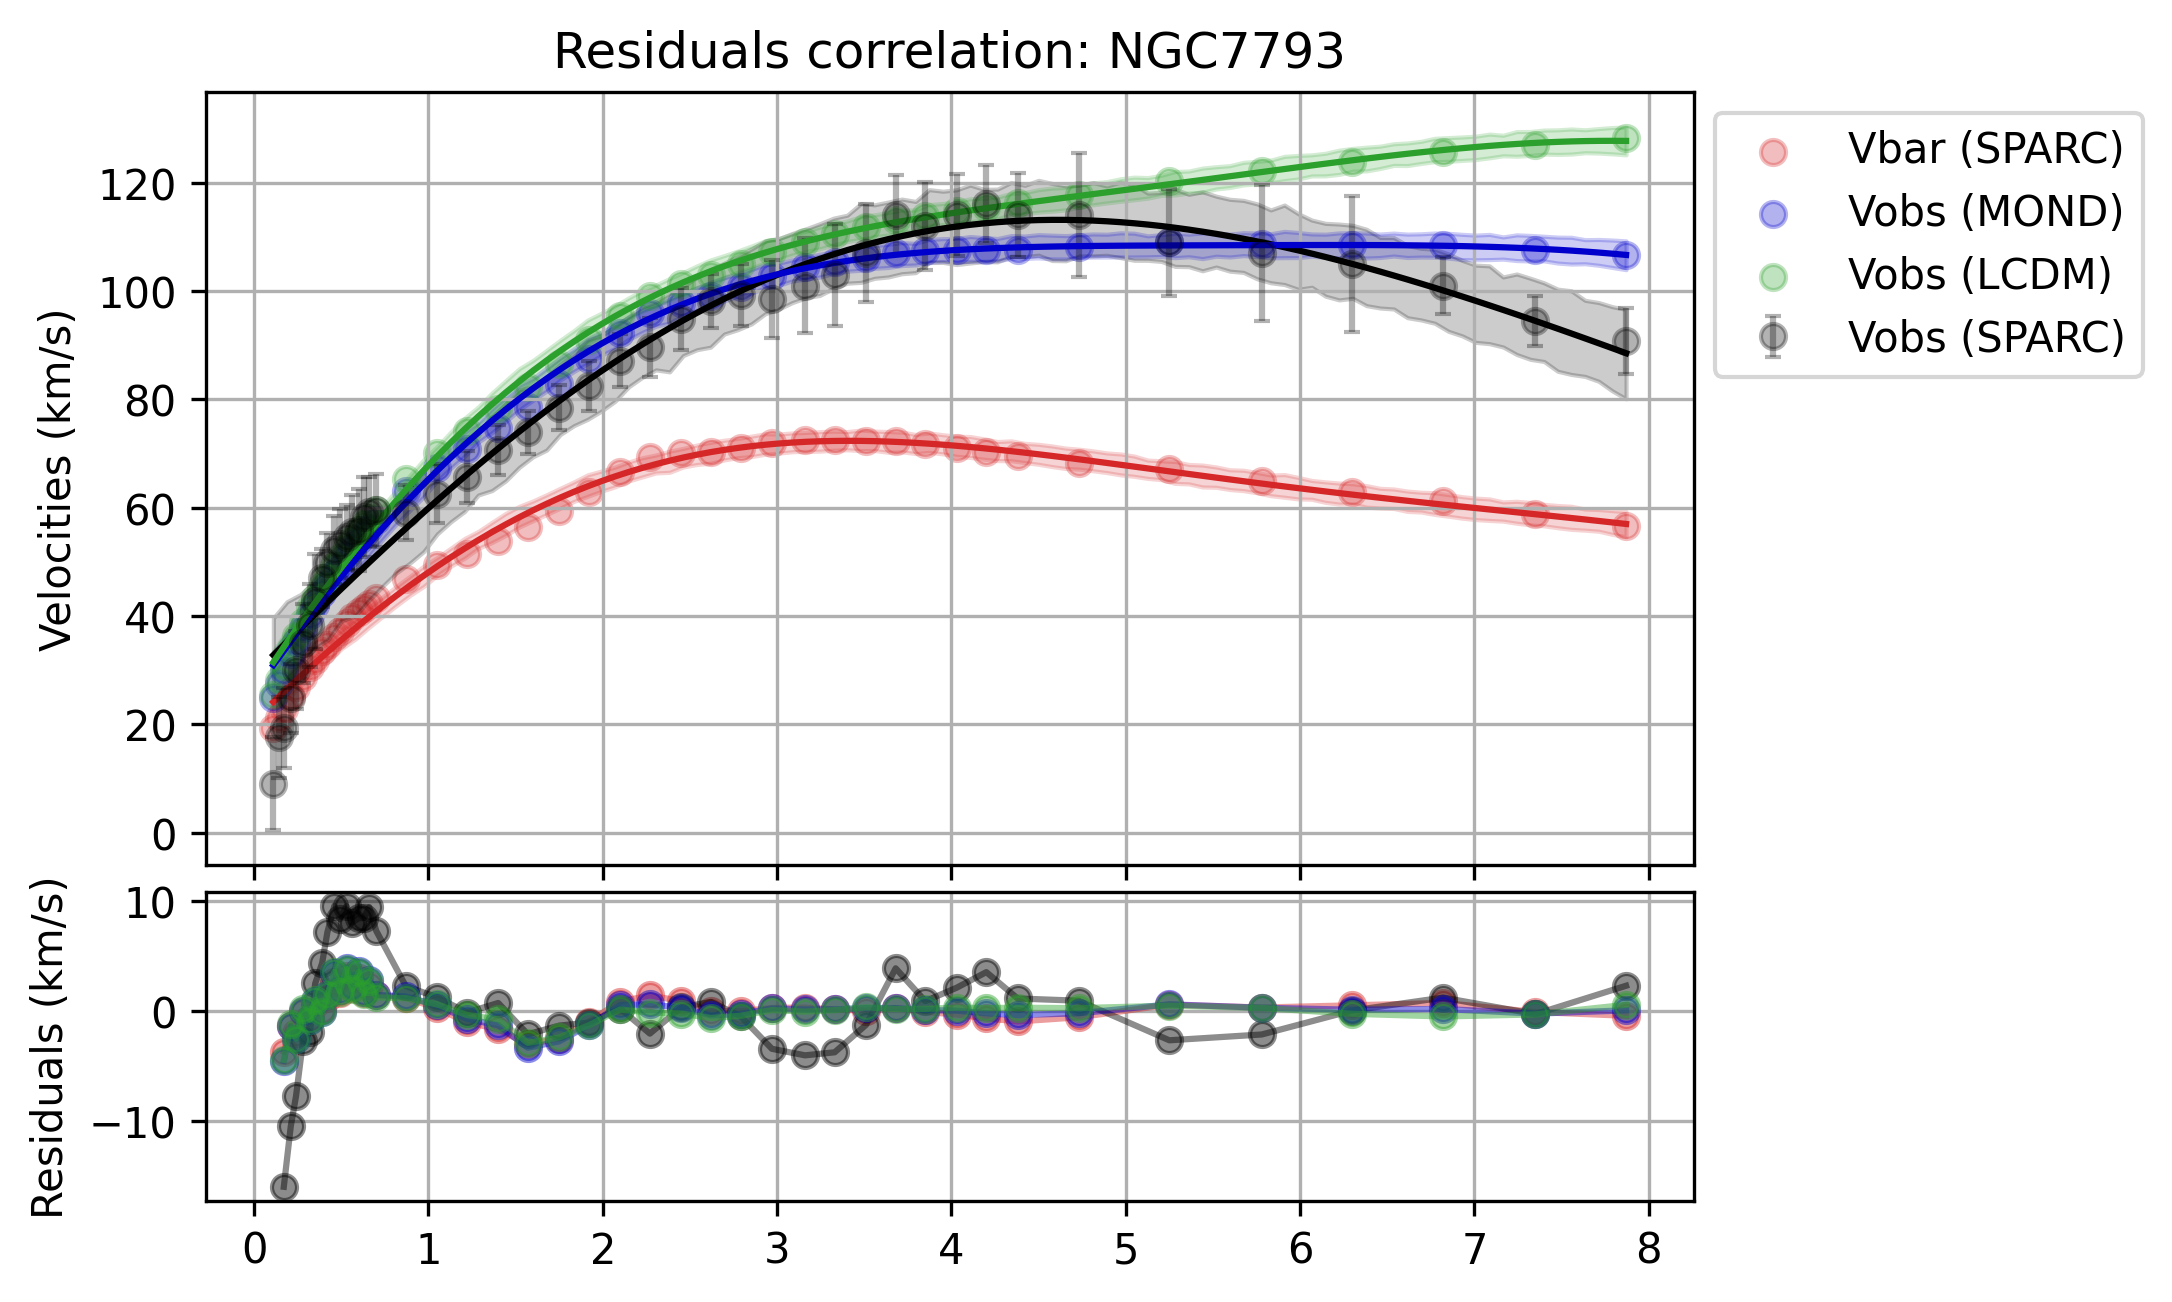 Residuals correlation: NGC7793
Velocities (km/s)
120
100
80
60
40
20
0
Vbar (SPARC)
Vobs (MOND)
Vobs (LCDM)
Vobs (SPARC)
Residuals (km/s)
10
0
−10
0 1 2 3 4 5 6 7 8